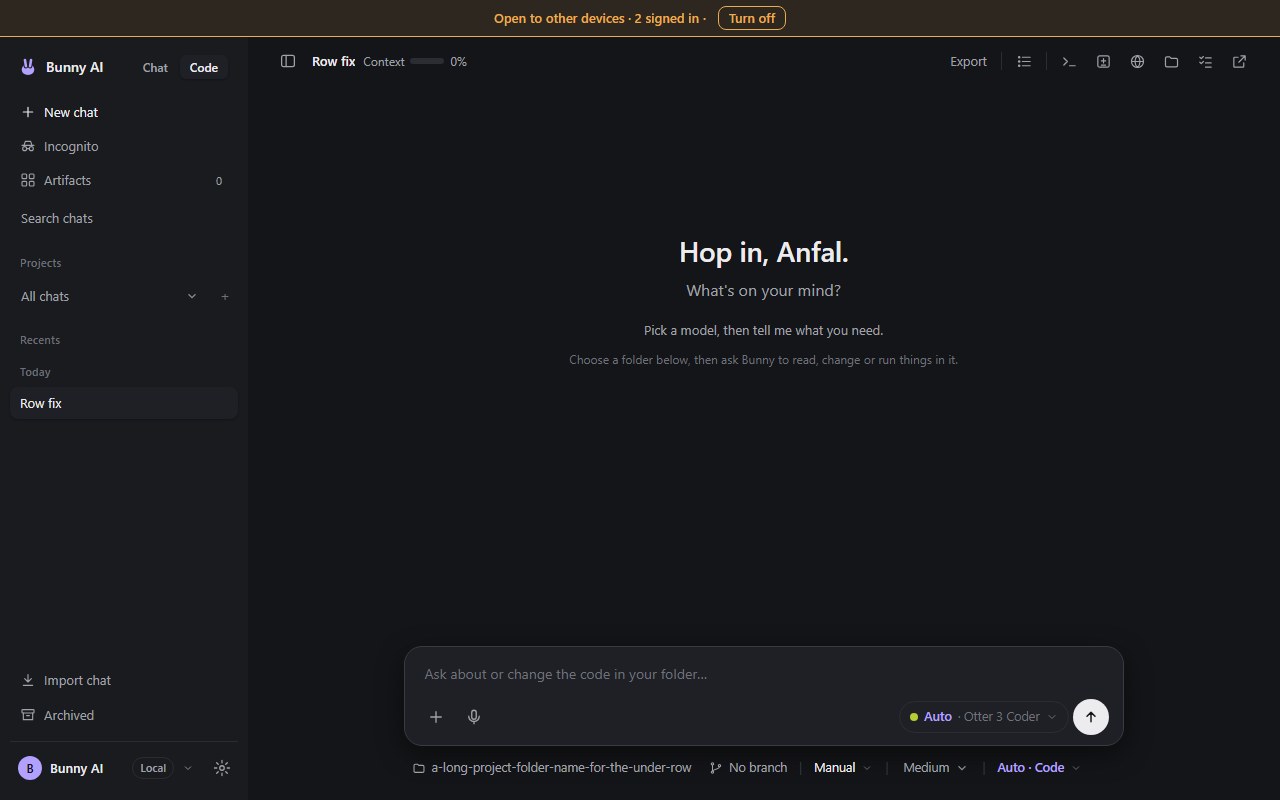 Open to other devices · 2 signed in · Turn off
Bunny AI Chat Code
New chat
Incognito
Artifacts 0
Search chats
Projects
All chats +
Recents
Today
Row fix
Import chat
Archived
B Bunny AI Local
Row fix Context 0% Export
Hop in, Anfal.
What's on your mind?
Pick a model, then tell me what you need.
Choose a folder below, then ask Bunny to read, change or run things in it.
Ask about or change the code in your folder...
Auto · Otter 3 Coder
a-long-project-folder-name-for-the-under-row No branch | Manual | Medium | Auto · Code